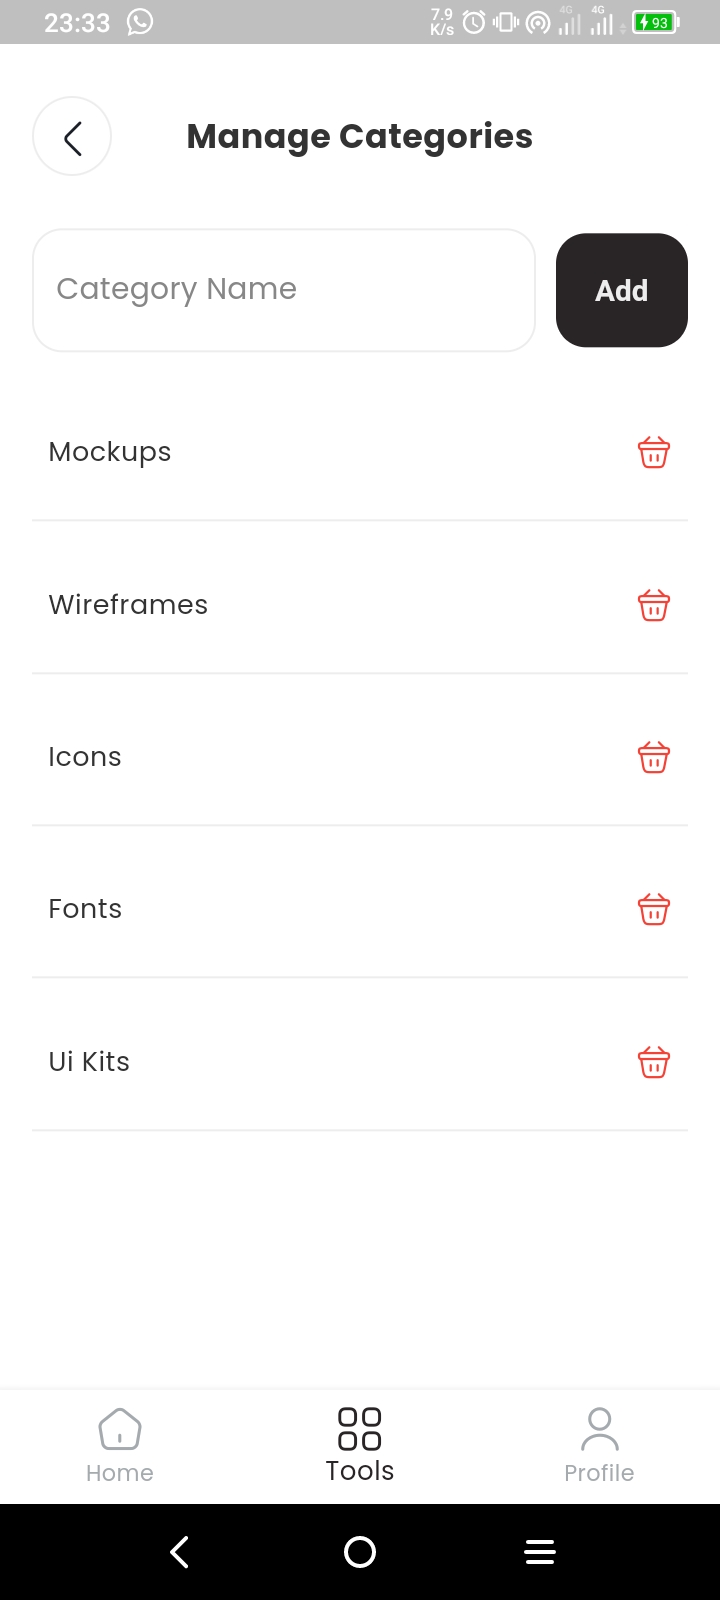 23:33
7.9
K/s
4G
4G
93
Manage Categories
Category Name
Add
Mockups
Wireframes
Icons
Fonts
Ui Kits
Home
Tools
Profile